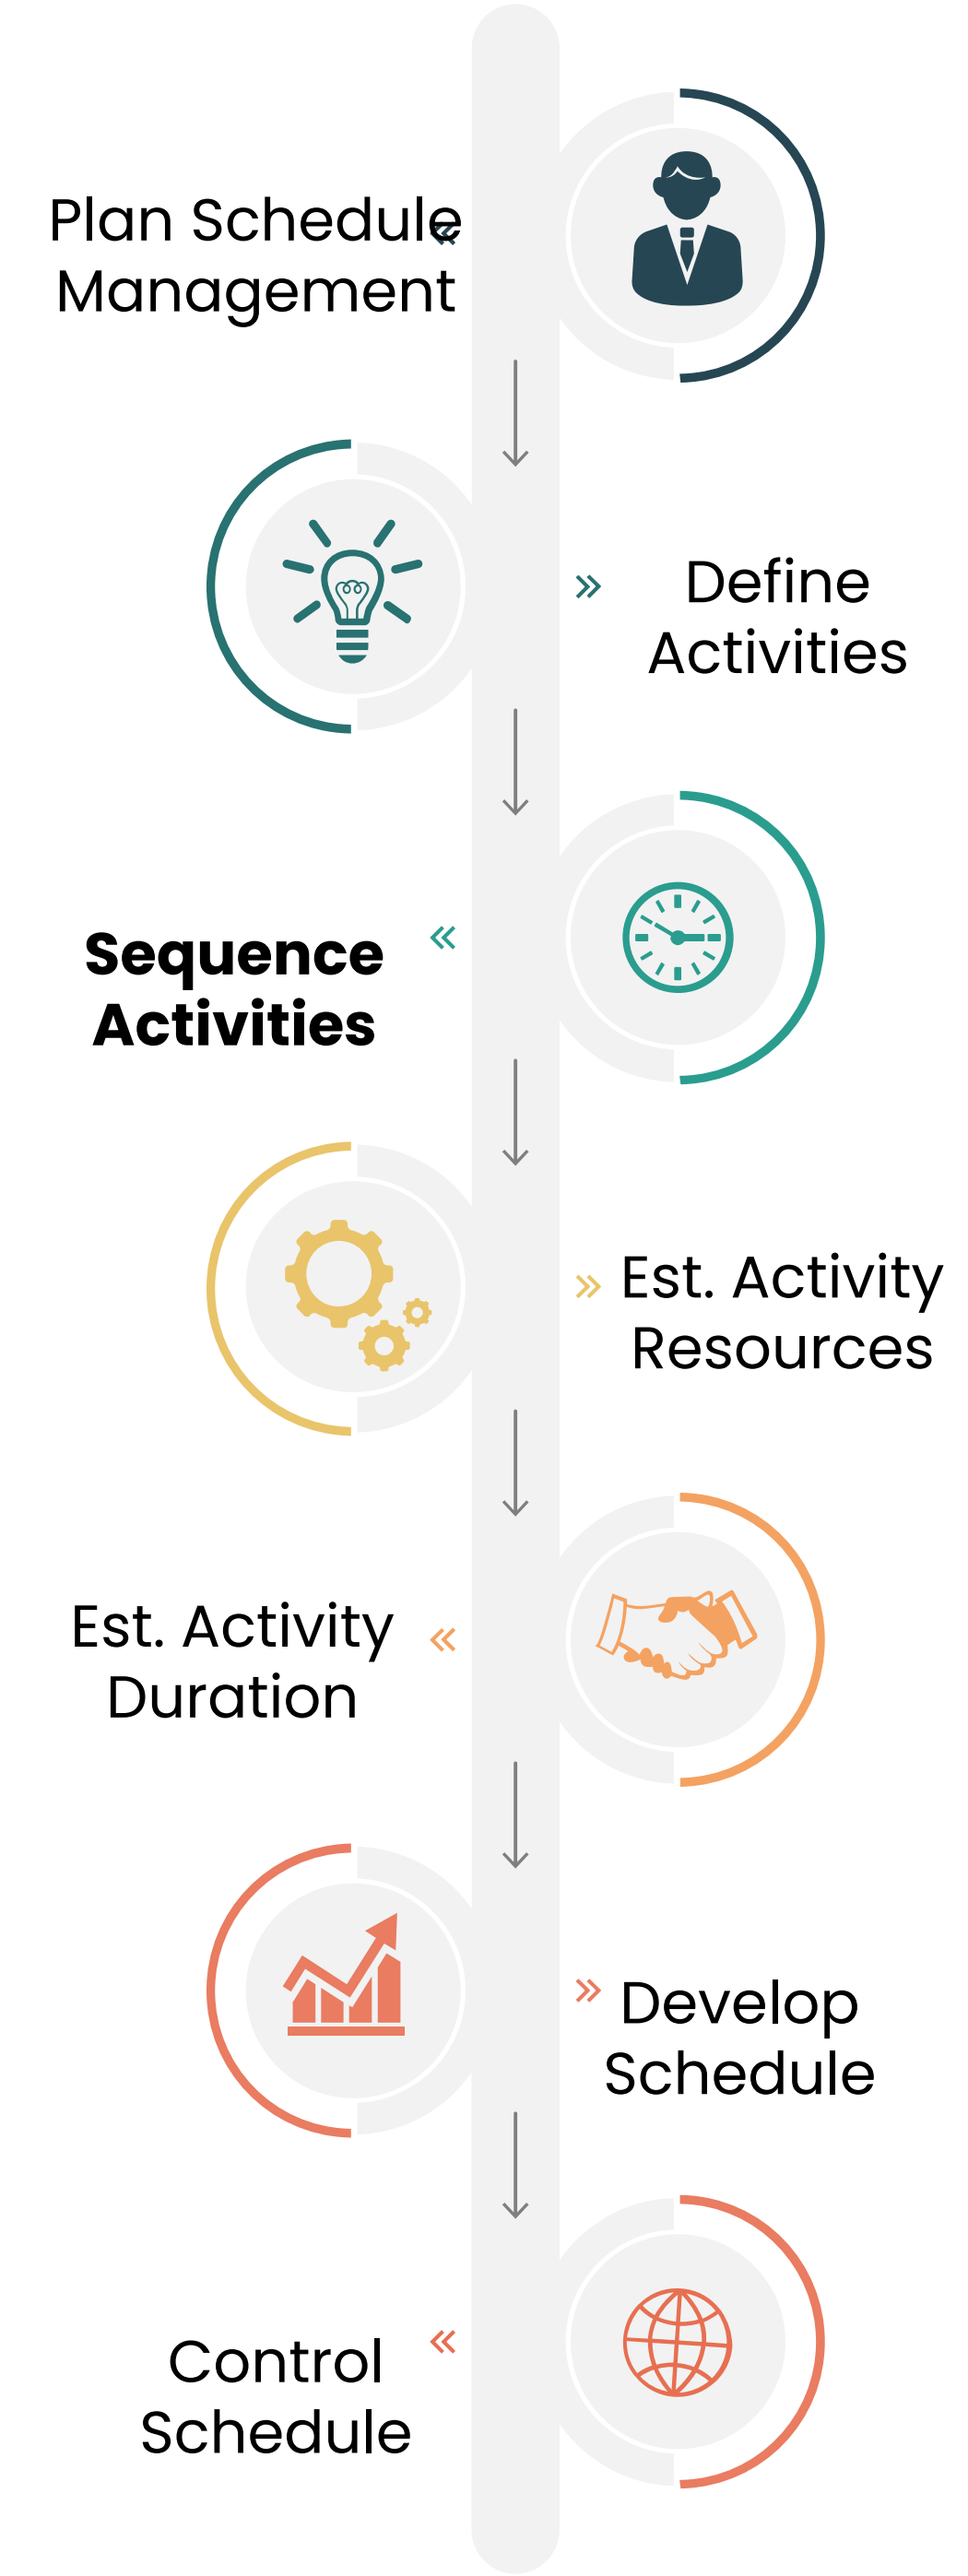 Plan Schedule
Management
Define
Activities
Sequence
Activities
Est. Activity
Resources
Est. Activity
Duration
Develop
Schedule
Control
Schedule